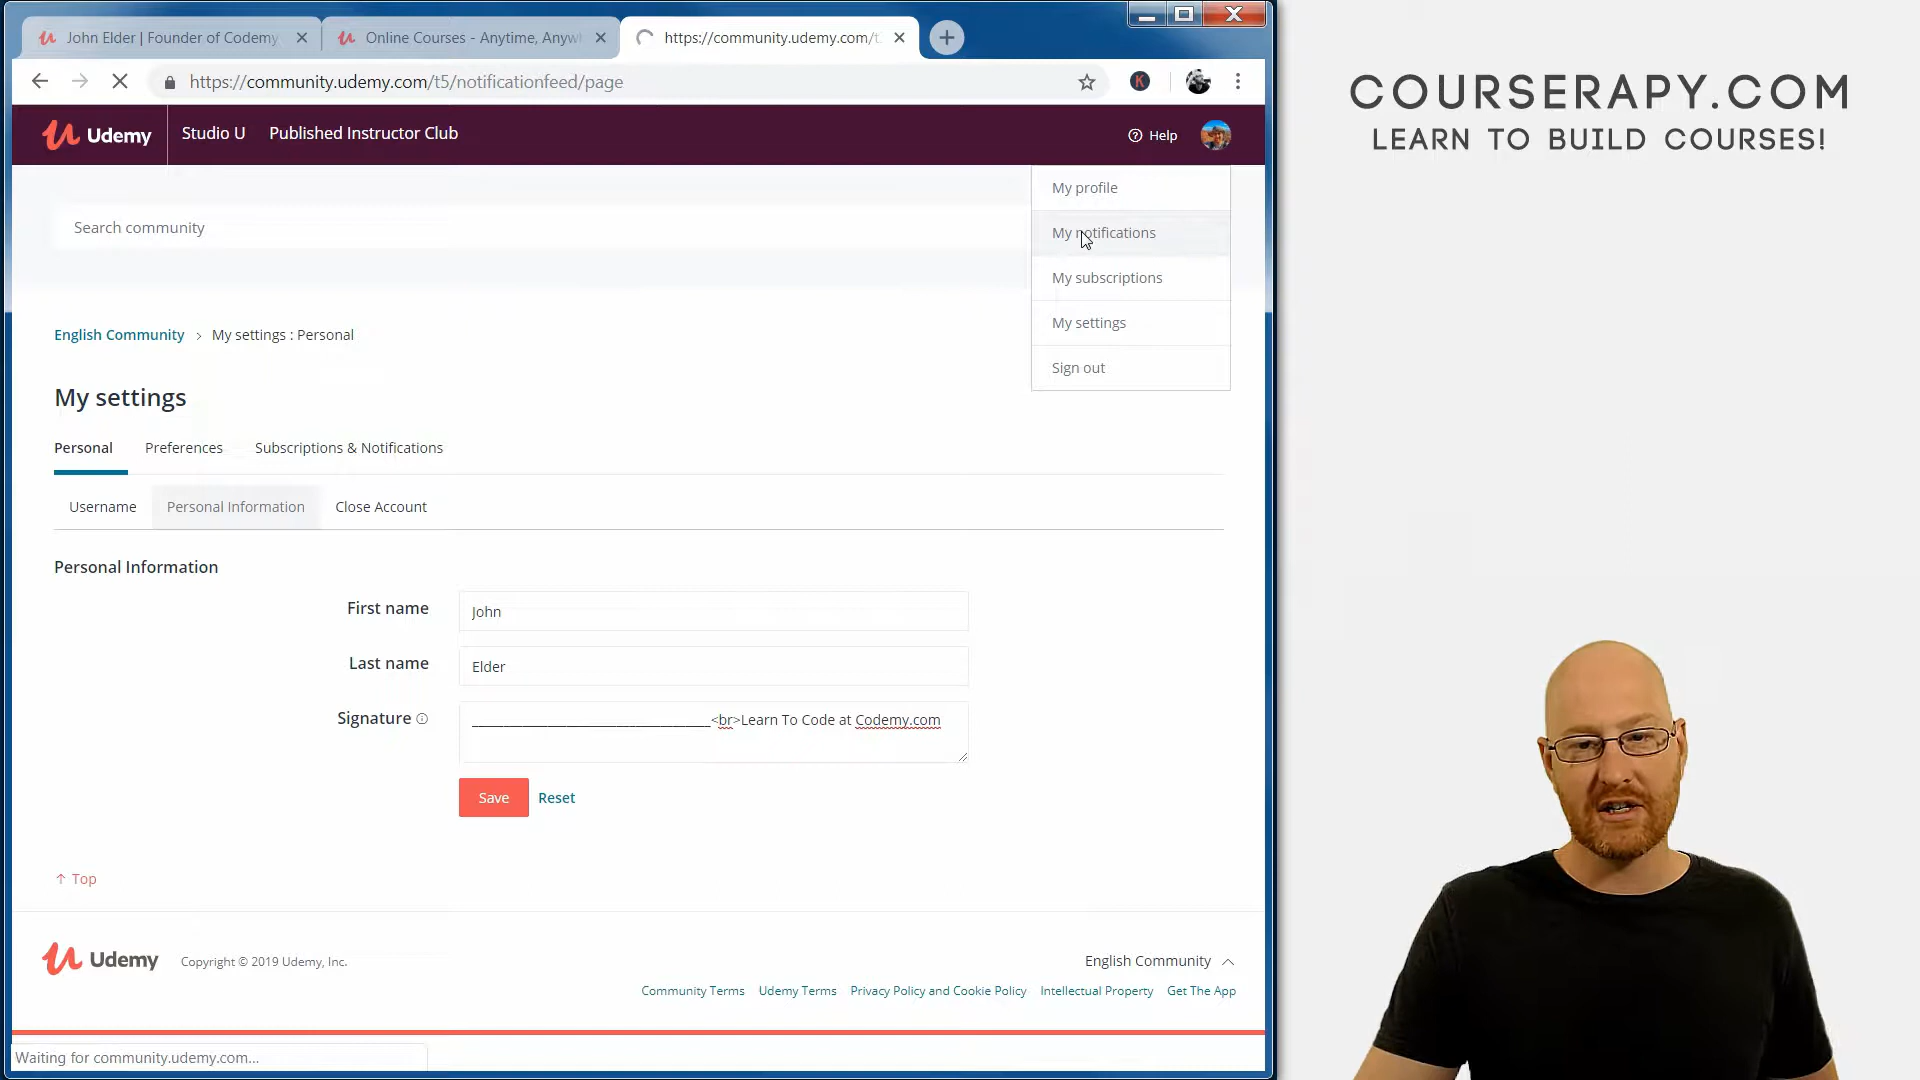 John Elder | Founder of Codemy
Online Courses - Anytime, Anywh
https://community.udemy.com/t
https://community.udemy.com/t5/notificationfeed/page
K
Udemy
Studio U
Published Instructor Club
Help
My profile
My notifications
My subscriptions
My settings
Sign out
Search community
English Community > My settings : Personal
My settings
Personal
Preferences
Subscriptions & Notifications
Username
Personal Information
Close Account
Personal Information
First name
John
Last name
Elder
Signature
__________________________________<br>Learn To Code at Codemy.com
Save
Reset
↑ Top
Udemy
Copyright © 2019 Udemy, Inc.
English Community
Community Terms
Udemy Terms
Privacy Policy and Cookie Policy
Intellectual Property
Get The App
Waiting for community.udemy.com...
COURSERAPY.COM
LEARN TO BUILD COURSES!